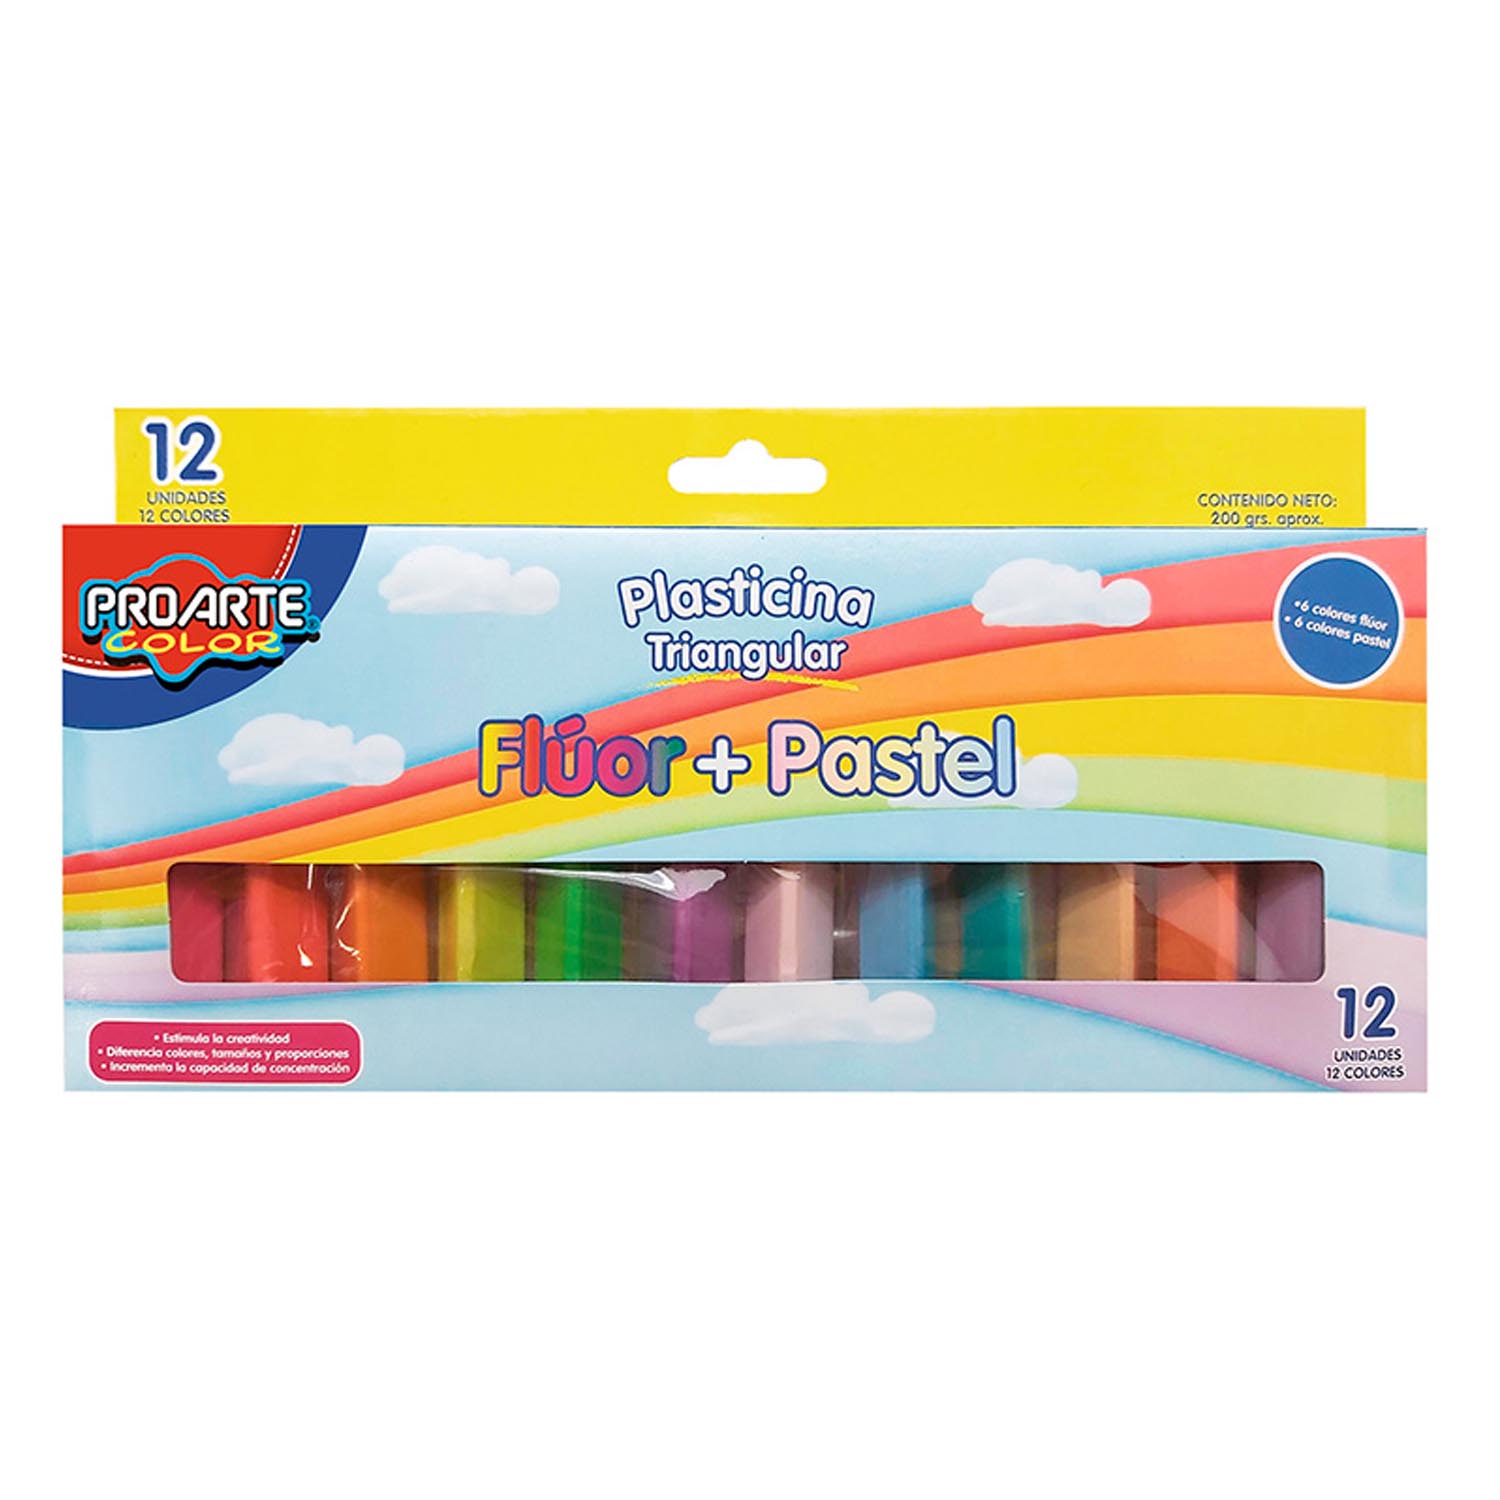 12
UNIDADES
12 COLORES
CONTENIDO NETO:
200 grs. aprox.
PROARTE®
COLOR
Plasticina
Triangular
•6 colores flúor
• 6 colores pastel
Flúor + Pastel
• Estimula la creatividad
• Diferencia colores, tamaños y proporciones
• Incrementa la capacidad de concentración
12
UNIDADES
12 COLORES